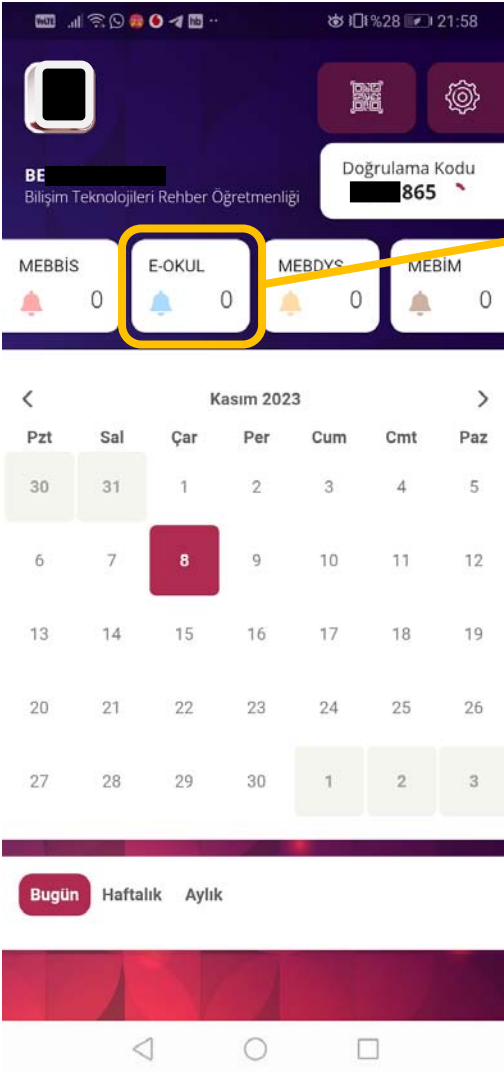 VoLTE hb %28 21:58
BE
Bilişim Teknolojileri Rehber Öğretmenliği
Doğrulama Kodu
865
MEBBİS E-OKUL MEBDYS MEBİM
0 0 0 0
Kasım 2023
Pzt Sal Çar Per Cum Cmt Paz
30 31 1 2 3 4 5
6 7 8 9 10 11 12
13 14 15 16 17 18 19
20 21 22 23 24 25 26
27 28 29 30 1 2 3
Bugün Haftalık Aylık